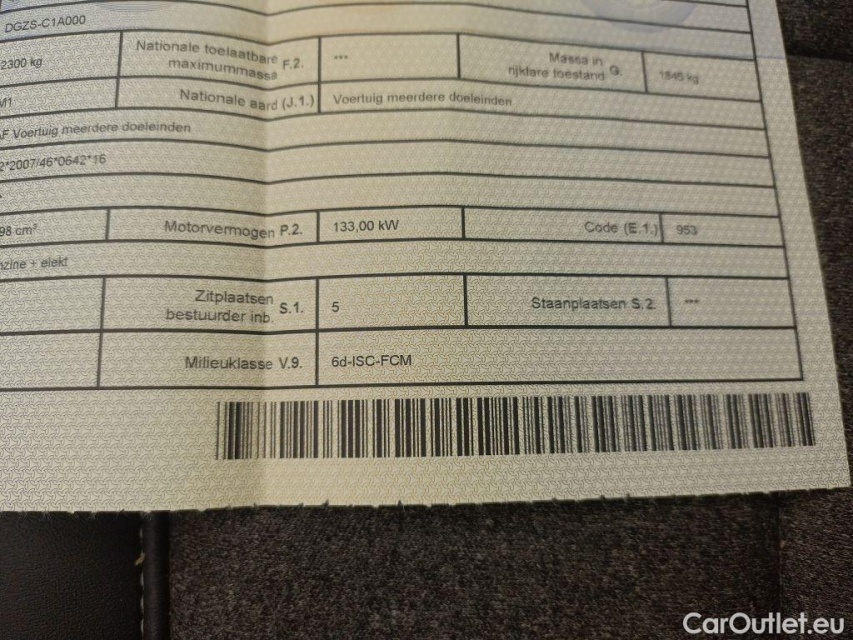 DGZS-C1A000
2300 kg Nationale toelaatbare maximummassa F.2. *** Massa in rijklare toestand G. 1845 kg
M1 Nationale aard (J.1.) Voertuig meerdere doeleinden
AF Voertuig meerdere doeleinden
2*2007/46*0642*16
98 cm³ Motorvermogen P.2. 133,00 kW Code (E.1.) 953
nzine + elekt
Zitplaatsen bestuurder inb. S.1. 5 Staanplaatsen S.2. ***
Milieuklasse V.9. 6d-ISC-FCM
CarOutlet.eu